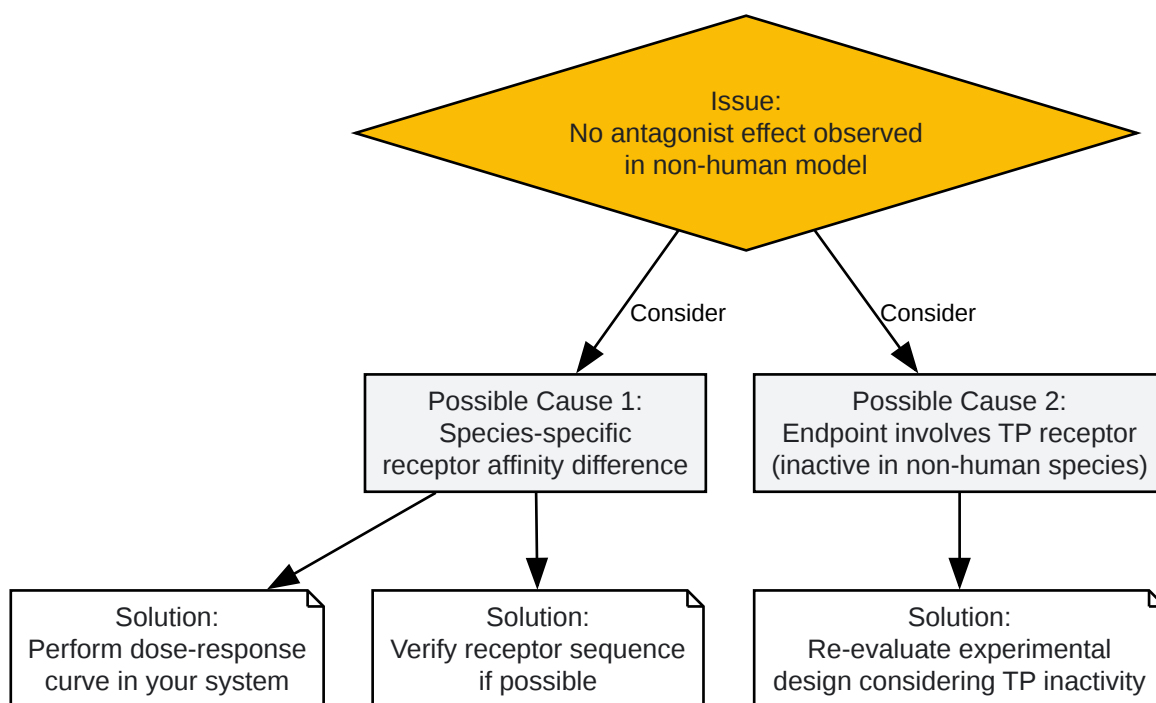 Issue:
No antagonist effect observed
in non-human model
Consider
Consider
Possible Cause 1:
Species-specific
receptor affinity difference
Possible Cause 2:
Endpoint involves TP receptor
(inactive in non-human species)
Solution:
Perform dose-response
curve in your system
Solution:
Verify receptor sequence
if possible
Solution:
Re-evaluate experimental
design considering TP inactivity